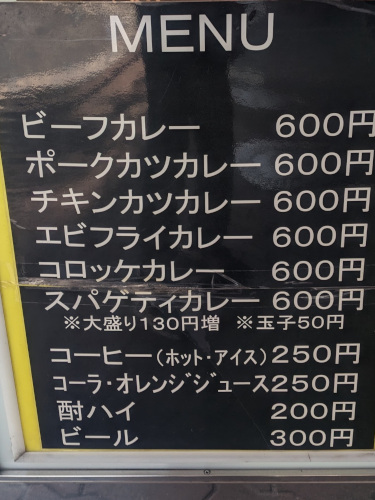 MENU
ビーフカレー 600円
ポークカツカレー 600円
チキンカツカレー 600円
エビフライカレー 600円
コロッケカレー 600円
スパゲティカレー 600円
※大盛り130円増 ※玉子50円
コーヒー(ホット・アイス) 250円
コーラ・オレンジジュース 250円
酎ハイ 200円
ビール 300円